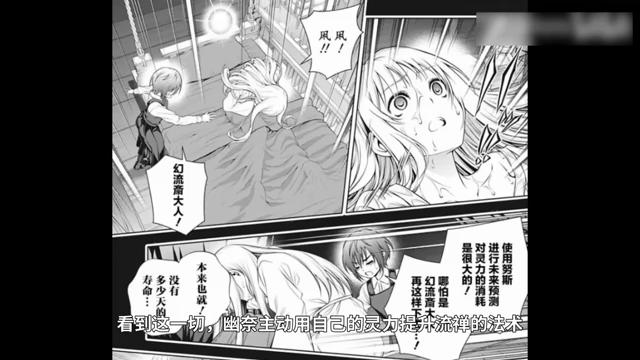 凧！
凧!!
幻流斎大人！
使用努斯
进行未来预测
对灵力的消耗
是很大的！
哪怕是
幻流斎大人
再这样下…
本来也就！
没有
多少天的
寿命…
看到这一切，幽奈主动用自己的灵力提升流禅的法术